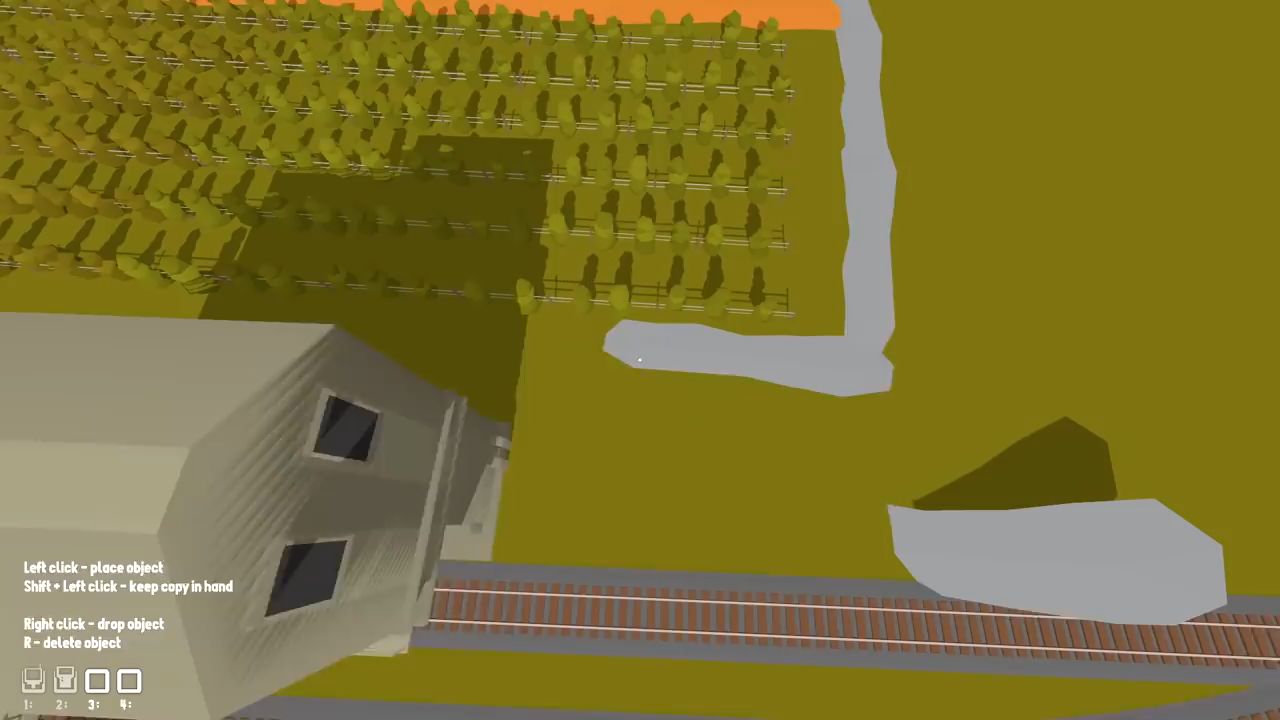 Left click - place object
Shift + Left click - keep copy in hand
Right click - drop object
R - delete object
1: 2: 3: 4: